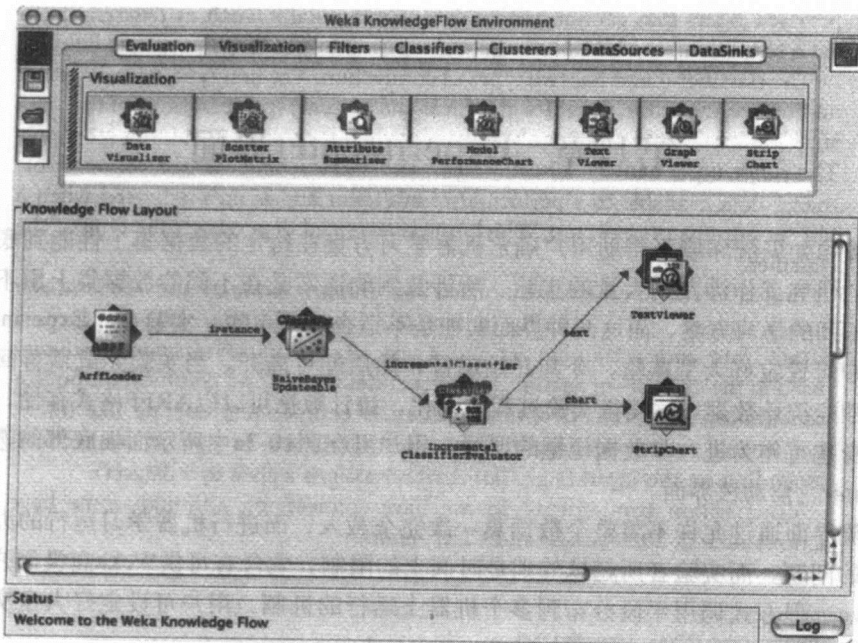 Weka KnowledgeFlow Environment
Evaluation Visualization Filters Classifiers Clusterers DataSources DataSinks
Visualization
Data Visualizer
Scatter PlotMatrix
Attribute Summarizer
Model PerformanceChart
Text Viewer
Graph Viewer
Strip Chart
Knowledge Flow Layout
ArffLoader
instance
NaiveBayes Updateable
incrementalClassifier
Incremental ClassifierEvaluator
text
TextViewer
chart
StripChart
Status
Welcome to the Weka Knowledge Flow
Log